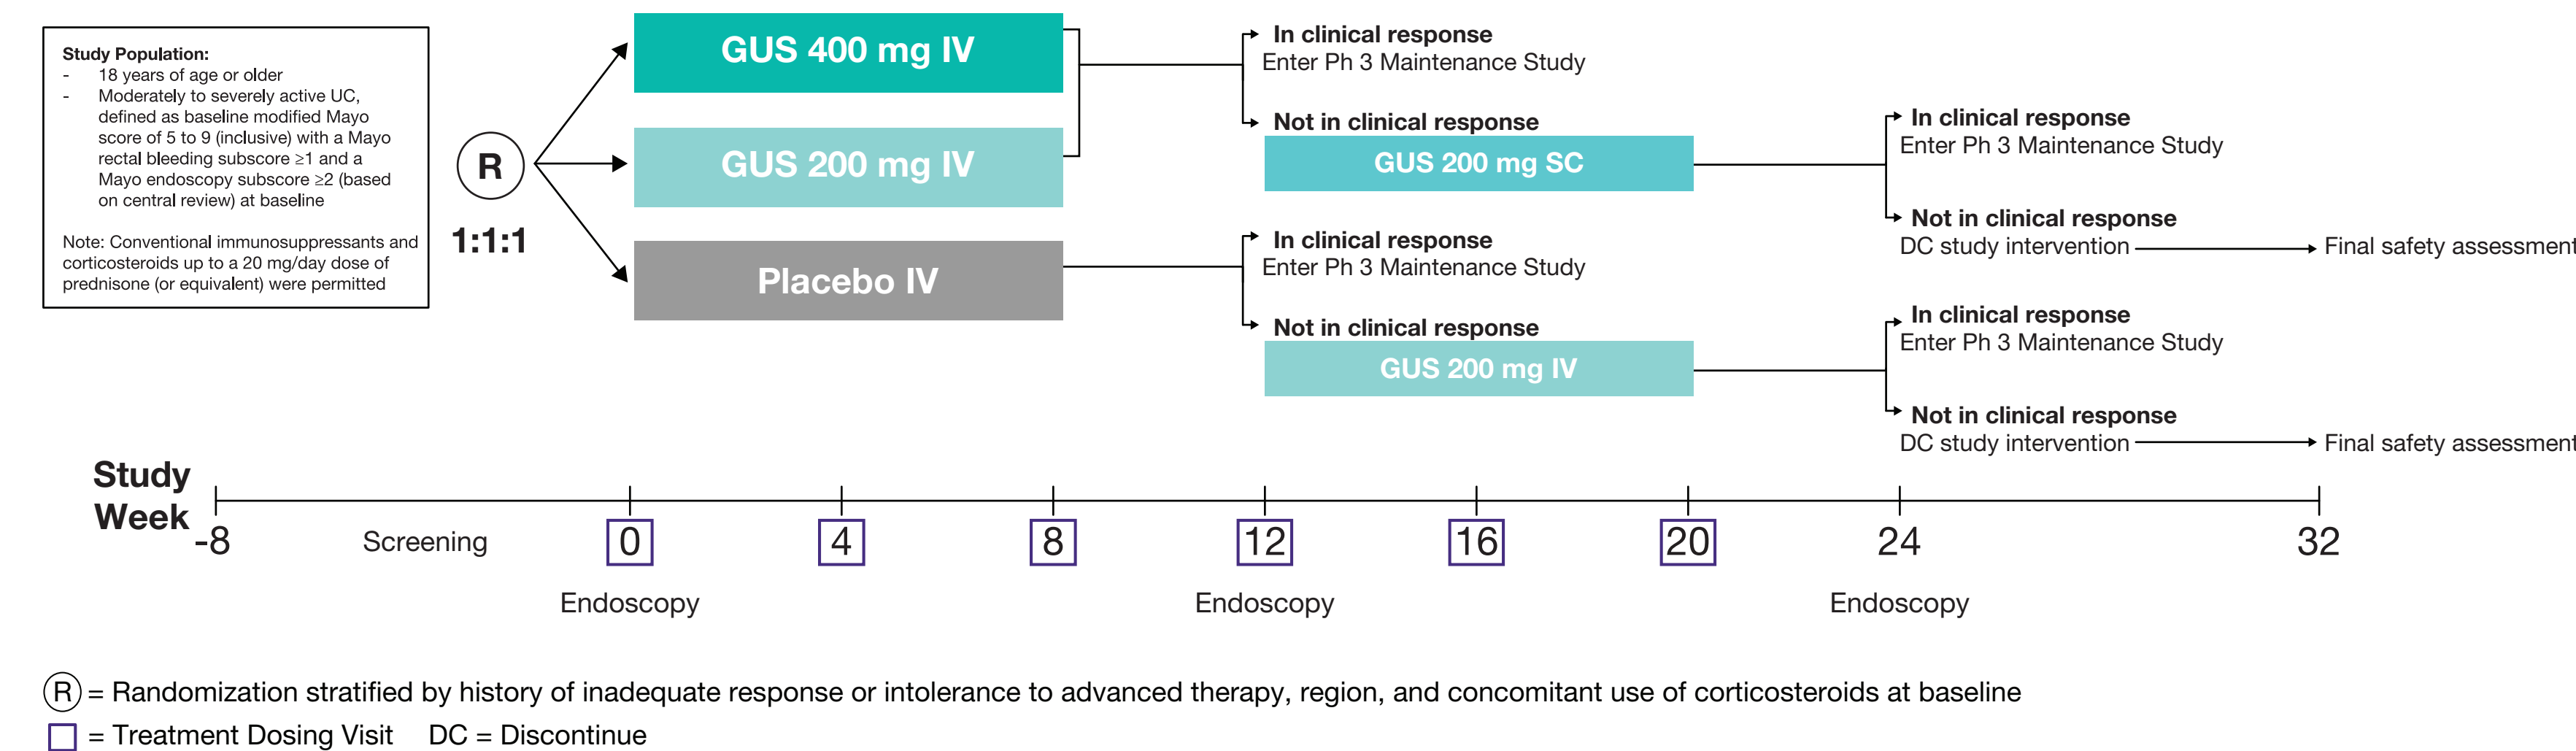 Study Population:
- 18 years of age or older
- Moderately to severely active UC,
defined as baseline modified Mayo
score of 5 to 9 (inclusive) with a Mayo
rectal bleeding subscore ≥1 and a
Mayo endoscopy subscore ≥2 (based
on central review) at baseline
Note: Conventional immunosuppressants and
corticosteroids up to a 20 mg/day dose of
prednisone (or equivalent) were permitted
R
1:1:1
GUS 400 mg IV
GUS 200 mg IV
Placebo IV
In clinical response
Enter Ph 3 Maintenance Study
Not in clinical response
GUS 200 mg SC
In clinical response
Enter Ph 3 Maintenance Study
Not in clinical response
GUS 200 mg IV
In clinical response
Enter Ph 3 Maintenance Study
Not in clinical response
DC study intervention
Final safety assessment
In clinical response
Enter Ph 3 Maintenance Study
Not in clinical response
DC study intervention
Final safety assessment
Study
Week
-8
Screening
0
4
8
12
16
20
24
32
Endoscopy
Endoscopy
Endoscopy
R = Randomization stratified by history of inadequate response or intolerance to advanced therapy, region, and concomitant use of corticosteroids at baseline
= Treatment Dosing Visit DC = Discontinue